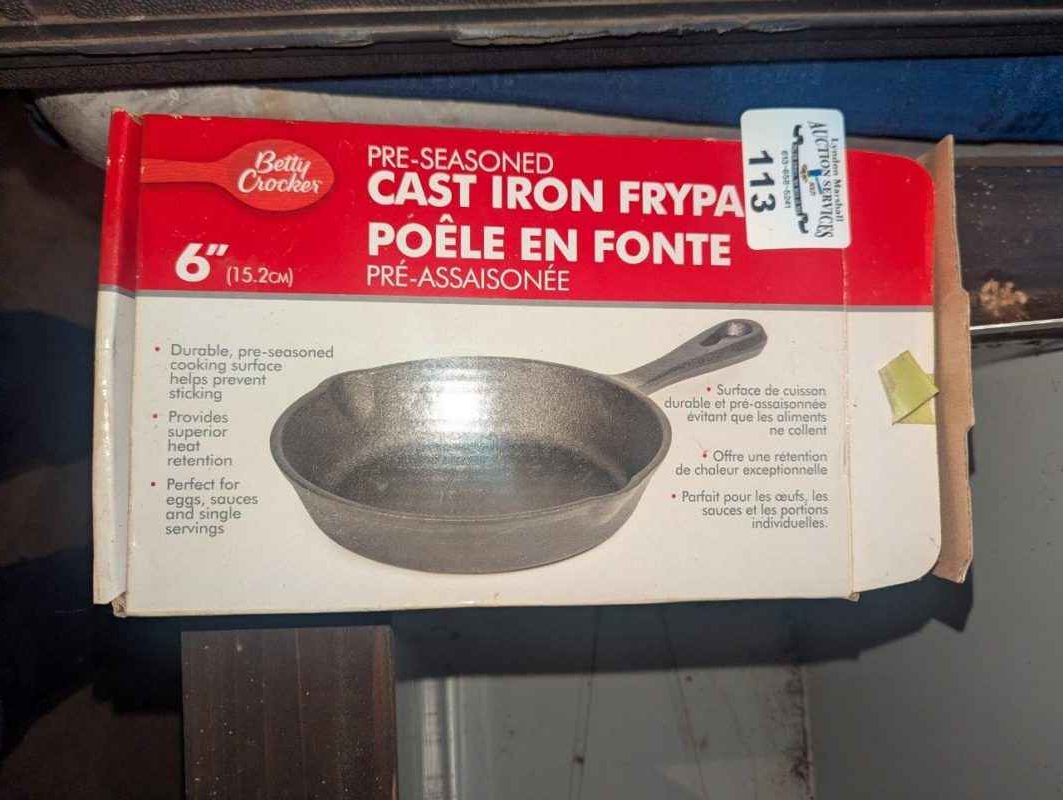 Betty
Crocker
PRE-SEASONED
CAST IRON FRYPA
POÊLE EN FONTE
PRÉ-ASSAISONÉE
6" (15.2CM)
Lyndon Marshall
AUCTION SERVICES
113
• Durable, pre-seasoned
cooking surface
helps prevent
sticking
• Provides
superior
heat
retention
• Perfect for
eggs, sauces
and single
servings
• Surface de cuisson
durable et pré-assaisonnée
évitant que les aliments
ne collent
• Offre une rétention
de chaleur exceptionnelle
• Parfait pour les œufs, les
sauces et les portions
individuelles.